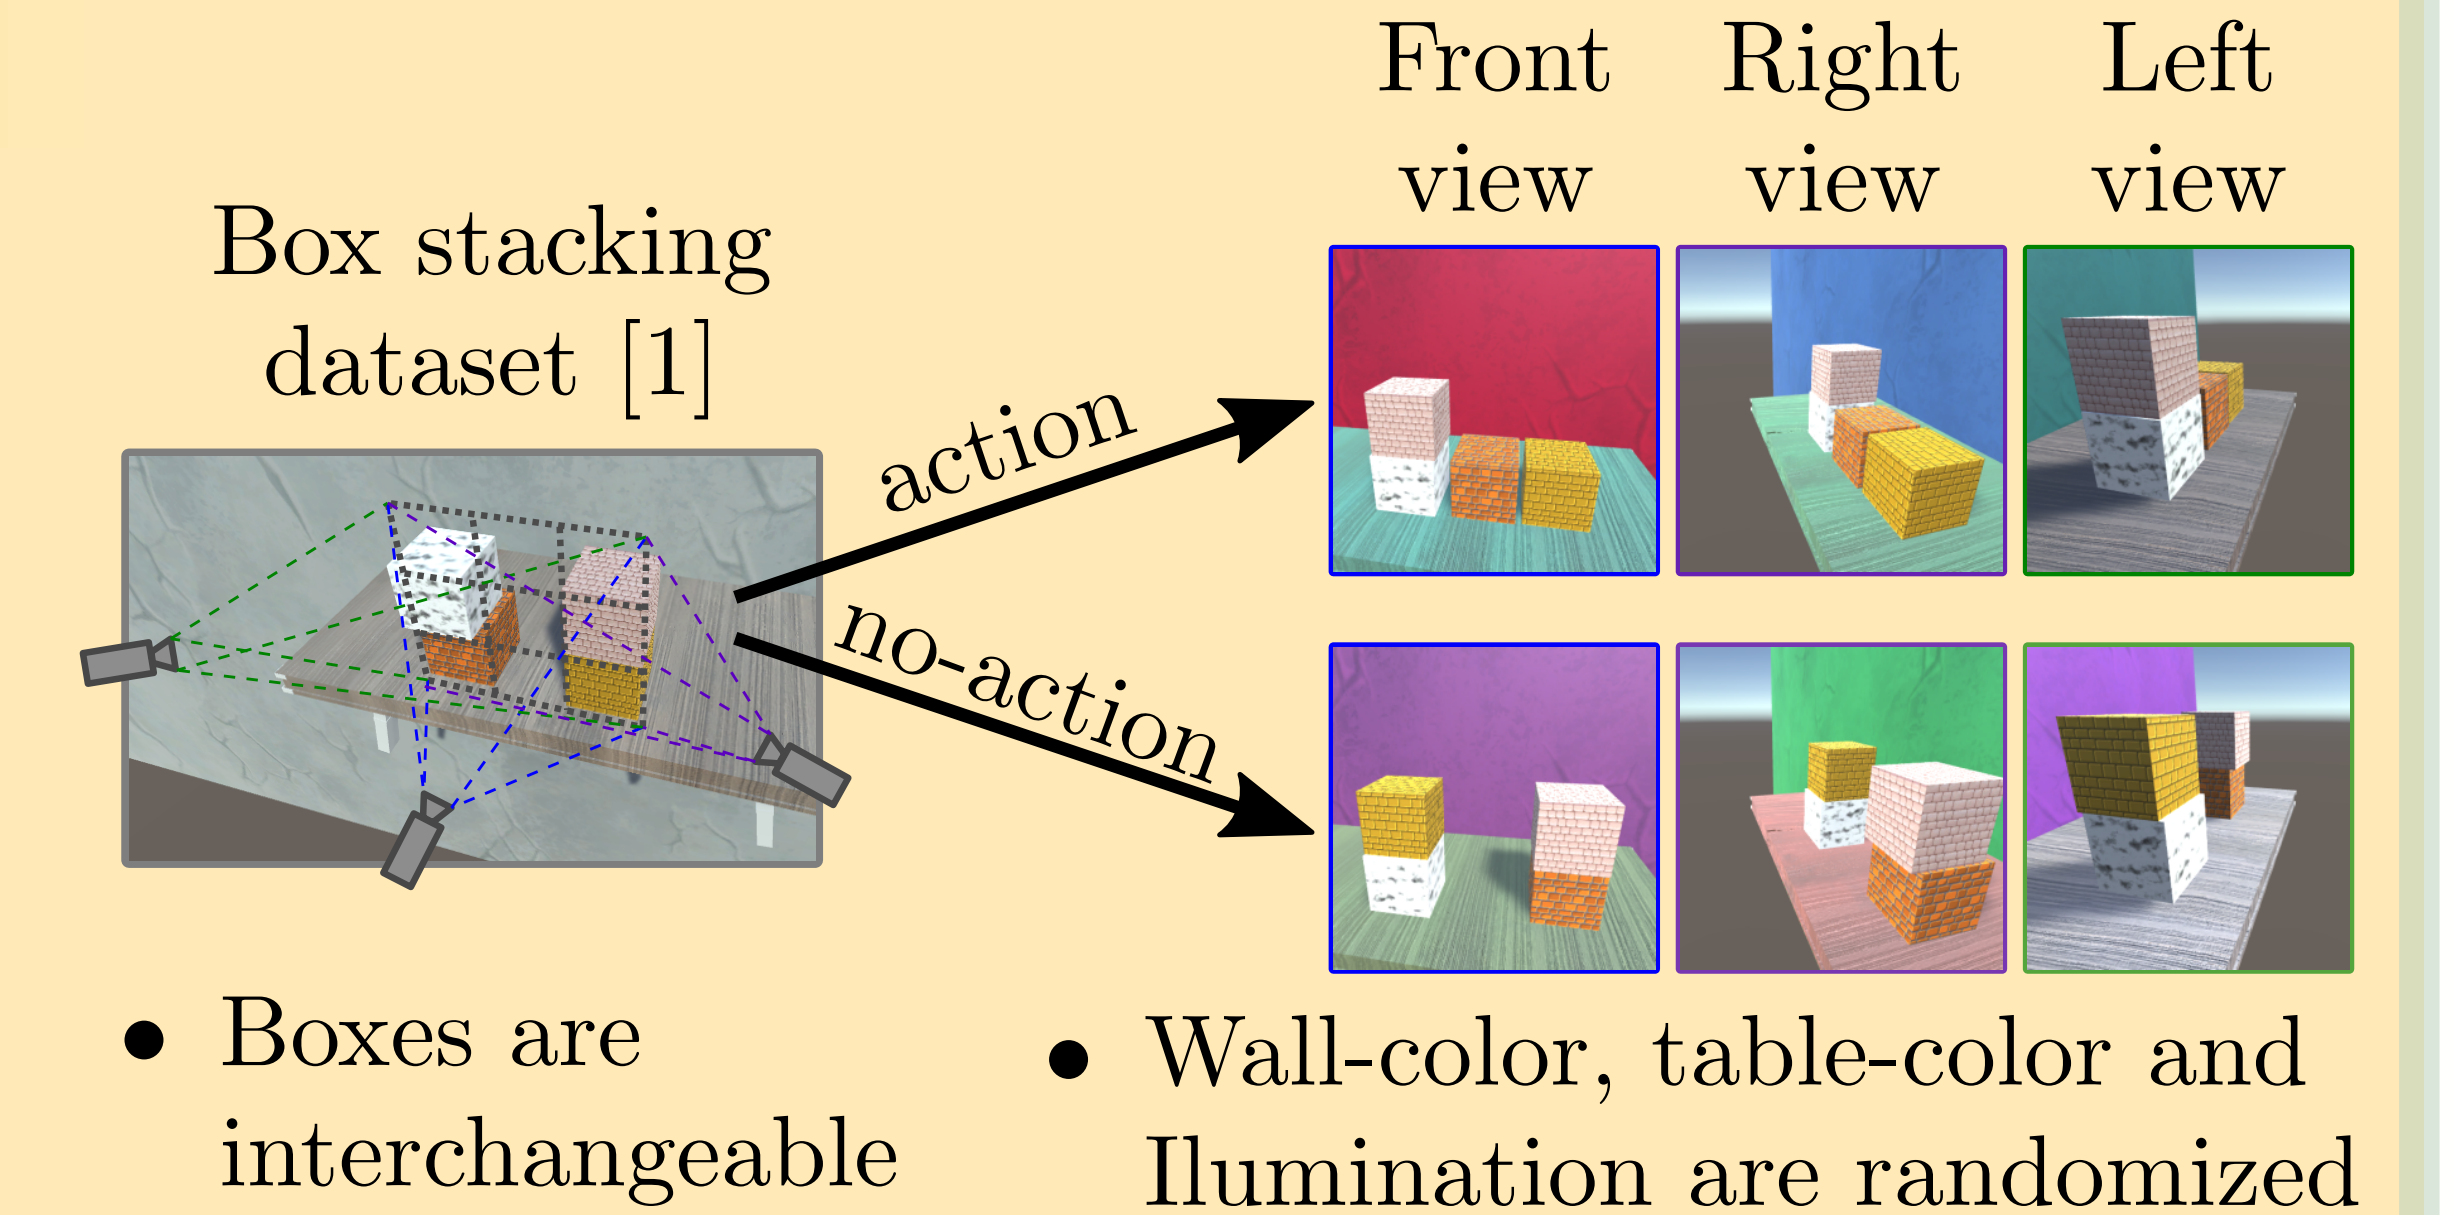 Front view
Right view
Left view
Box stacking
dataset [1]
action
no-action
• Boxes are
interchangeable
• Wall-color, table-color and
Ilumination are randomized